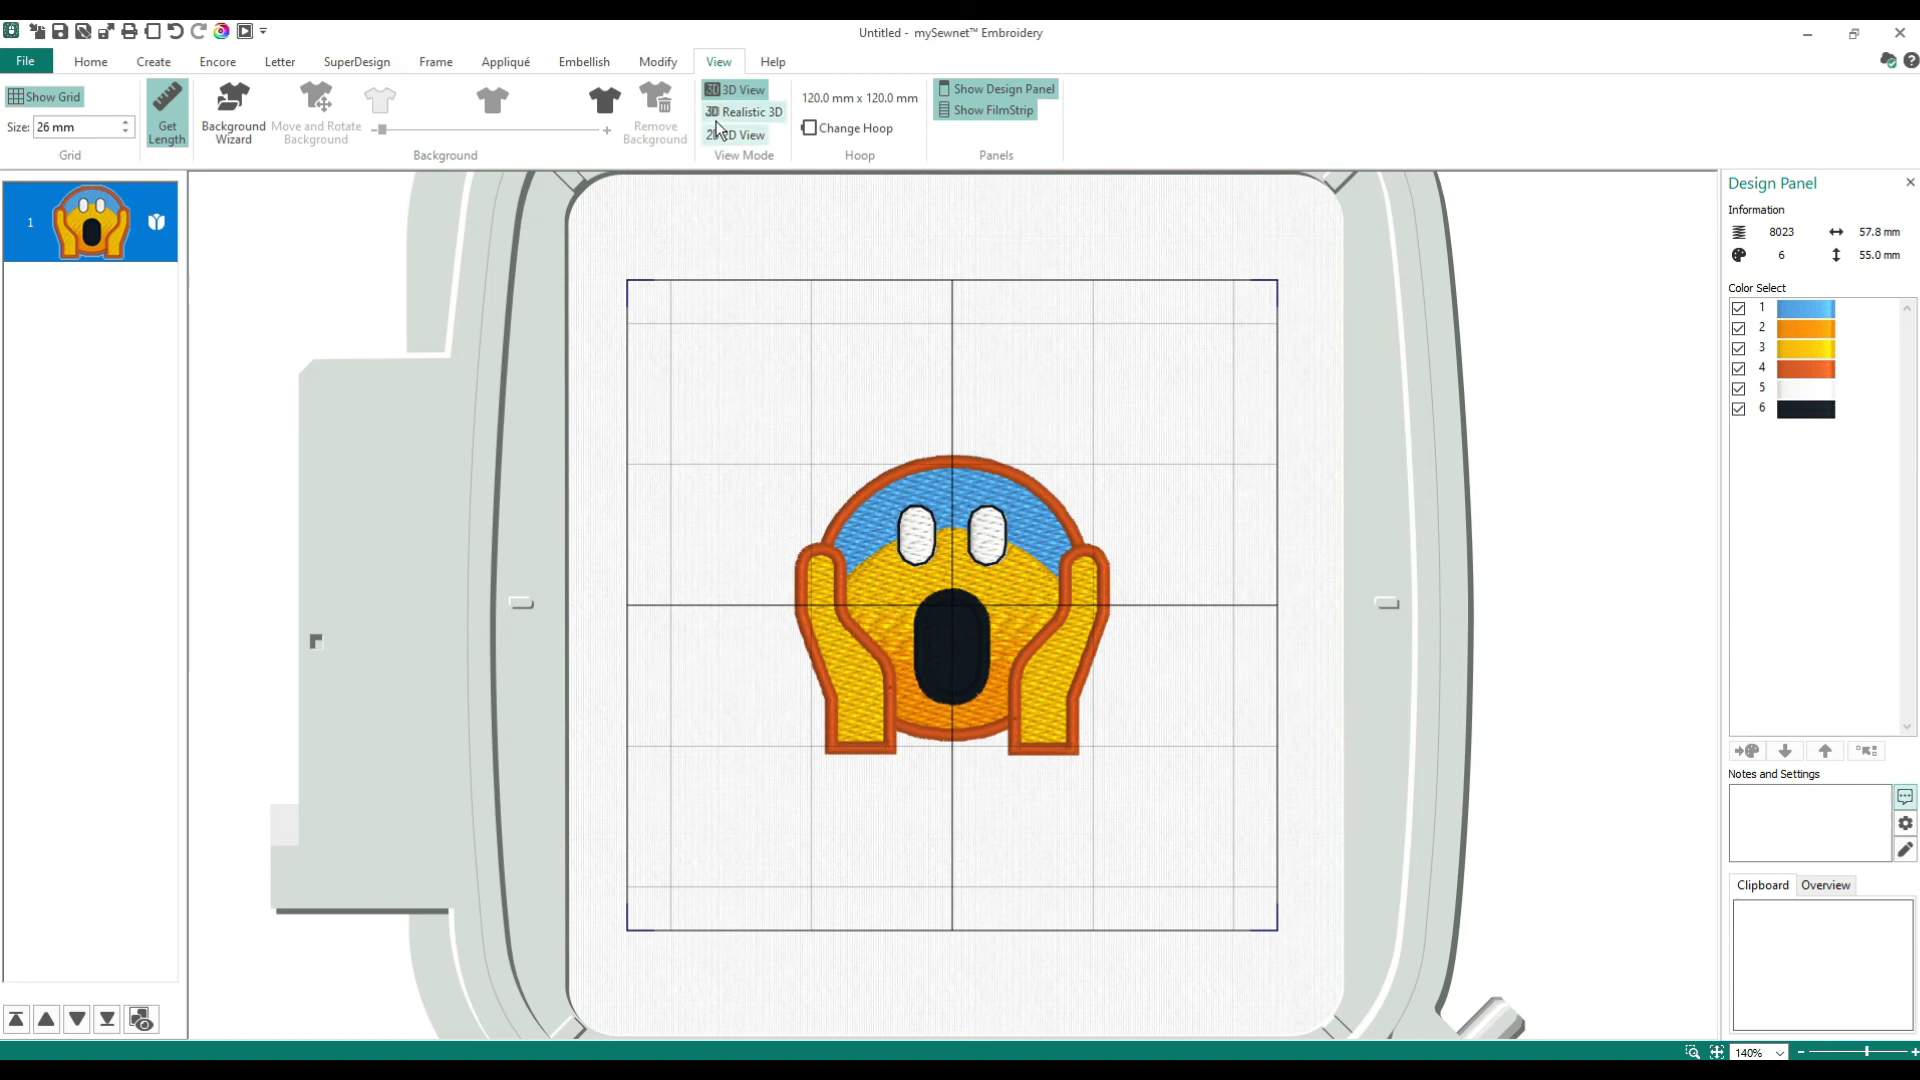 Untitled - mySewnet™ Embroidery
File Home Create Encore Letter SuperDesign Frame Appliqué Embellish Modify View Help
Show Grid
Size: 26 mm
Grid
Get Length
Background Wizard
Move and Rotate Background
Remove Background
Background
3D 3D View
3D Realistic 3D
2D View
View Mode
120.0 mm x 120.0 mm
Change Hoop
Hoop
Show Design Panel
Show FilmStrip
Panels
1
Design Panel
Information
8023 57.8 mm
6 55.0 mm
Color Select
1
2
3
4
5
6
Notes and Settings
Clipboard Overview
140%